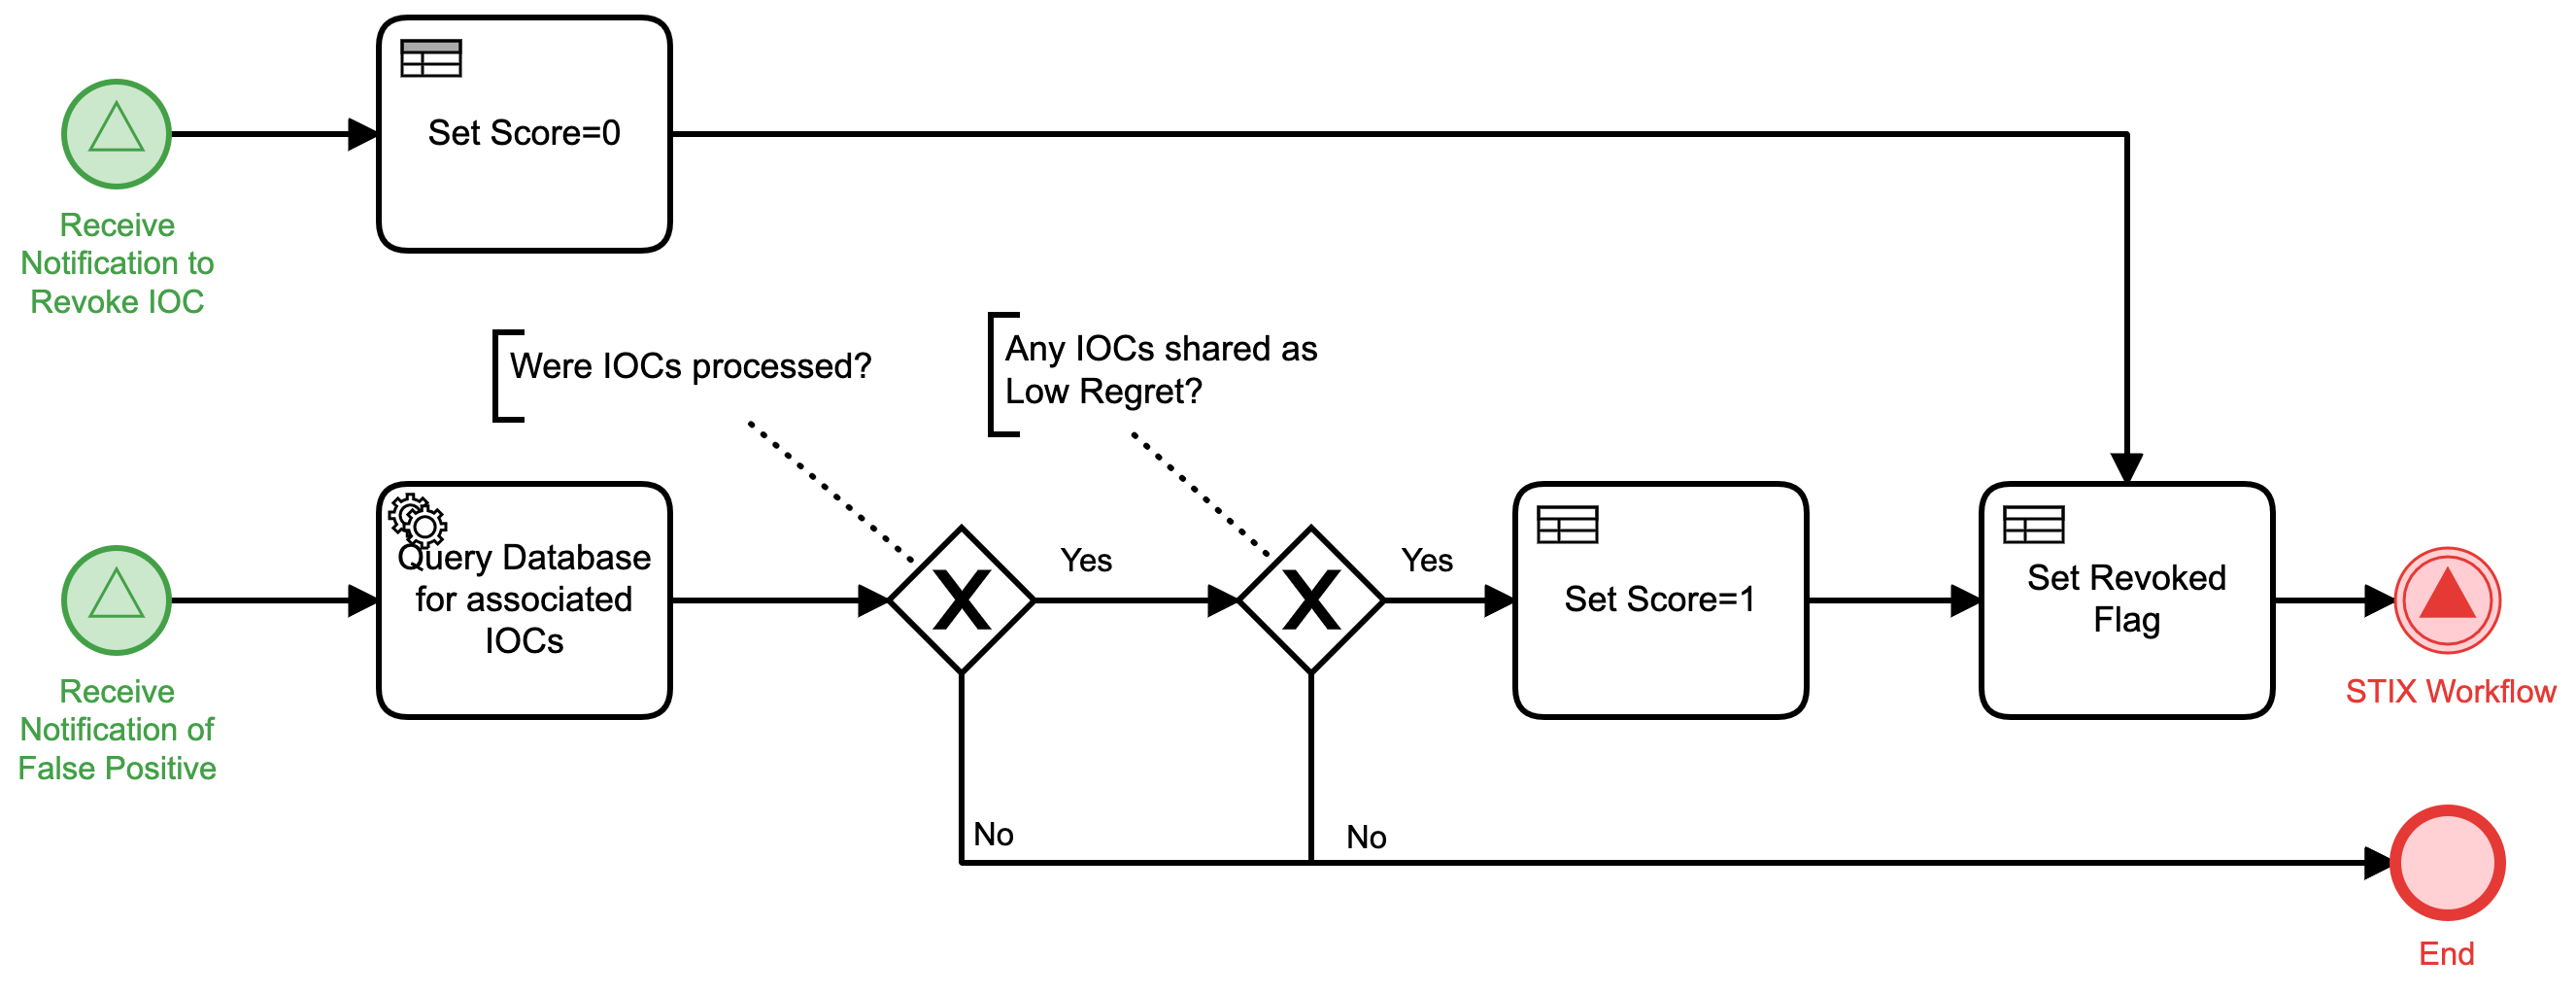 Set Score=0
Receive
Notification to
Revoke IOC
Were IOCs processed?
Any IOCs shared as
Low Regret?
Query Database
for associated
IOCs
Yes
Yes
Set Score=1
Set Revoked
Flag
Receive
Notification of
False Positive
STIX Workflow
No
No
End